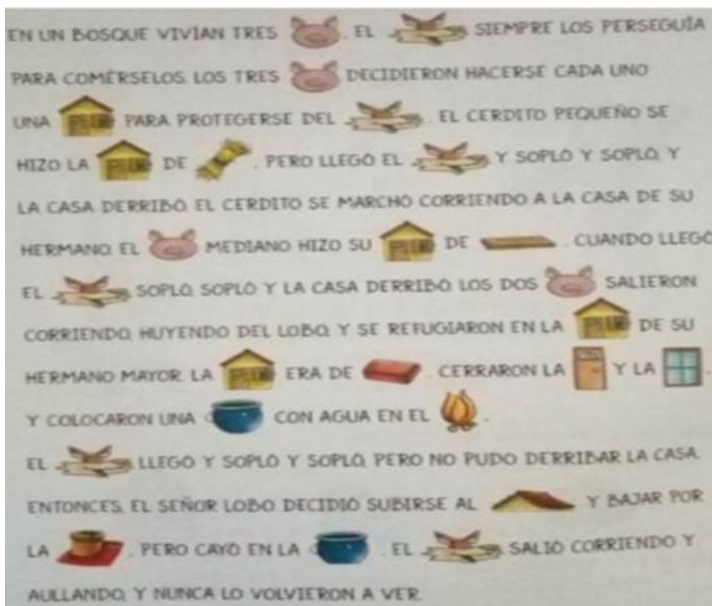 EN UN BOSQUE VIVÍAN TRES . EL SIEMPRE LOS PERSEGUÍA
PARA COMÉRSELOS. LOS TRES DECIDIERON HACERSE CADA UNO
UNA PARA PROTEGERSE DEL . EL CERDITO PEQUEÑO SE
HIZO LA DE . PERO LLEGÓ EL Y SOPLÓ Y SOPLÓ, Y
LA CASA DERRIBÓ. EL CERDITO SE MARCHÓ CORRIENDO A LA CASA DE SU
HERMANO. EL MEDIANO HIZO SU DE . CUANDO LLEGÓ
EL SOPLÓ, SOPLÓ Y LA CASA DERRIBÓ. LOS DOS SALIERON
CORRIENDO, HUYENDO DEL LOBO, Y SE REFUGIARON EN LA DE SU
HERMANO MAYOR. LA ERA DE . CERRARON LA Y LA .
Y COLOCARON UNA CON AGUA EN EL .
EL LLEGÓ Y SOPLÓ Y SOPLÓ, PERO NO PUDO DERRIBAR LA CASA.
ENTONCES, EL SEÑOR LOBO DECIDIÓ SUBIRSE AL Y BAJAR POR
LA . PERO CAYÓ EN LA . EL SALIÓ CORRIENDO Y
AULLANDO, Y NUNCA LO VOLVIERON A VER.